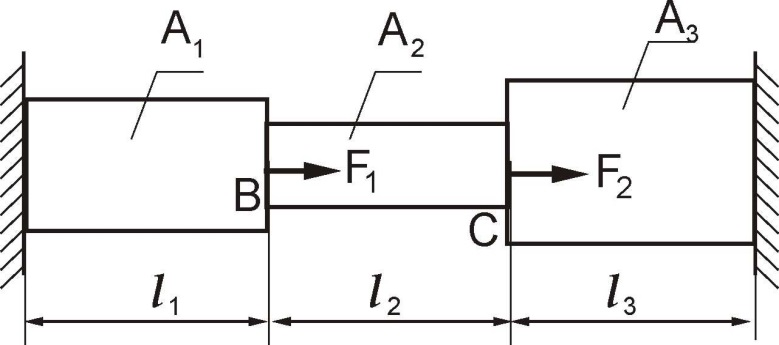 A₁ A₂ A₃
F₁ F₂
B C
l₁ l₂ l₃